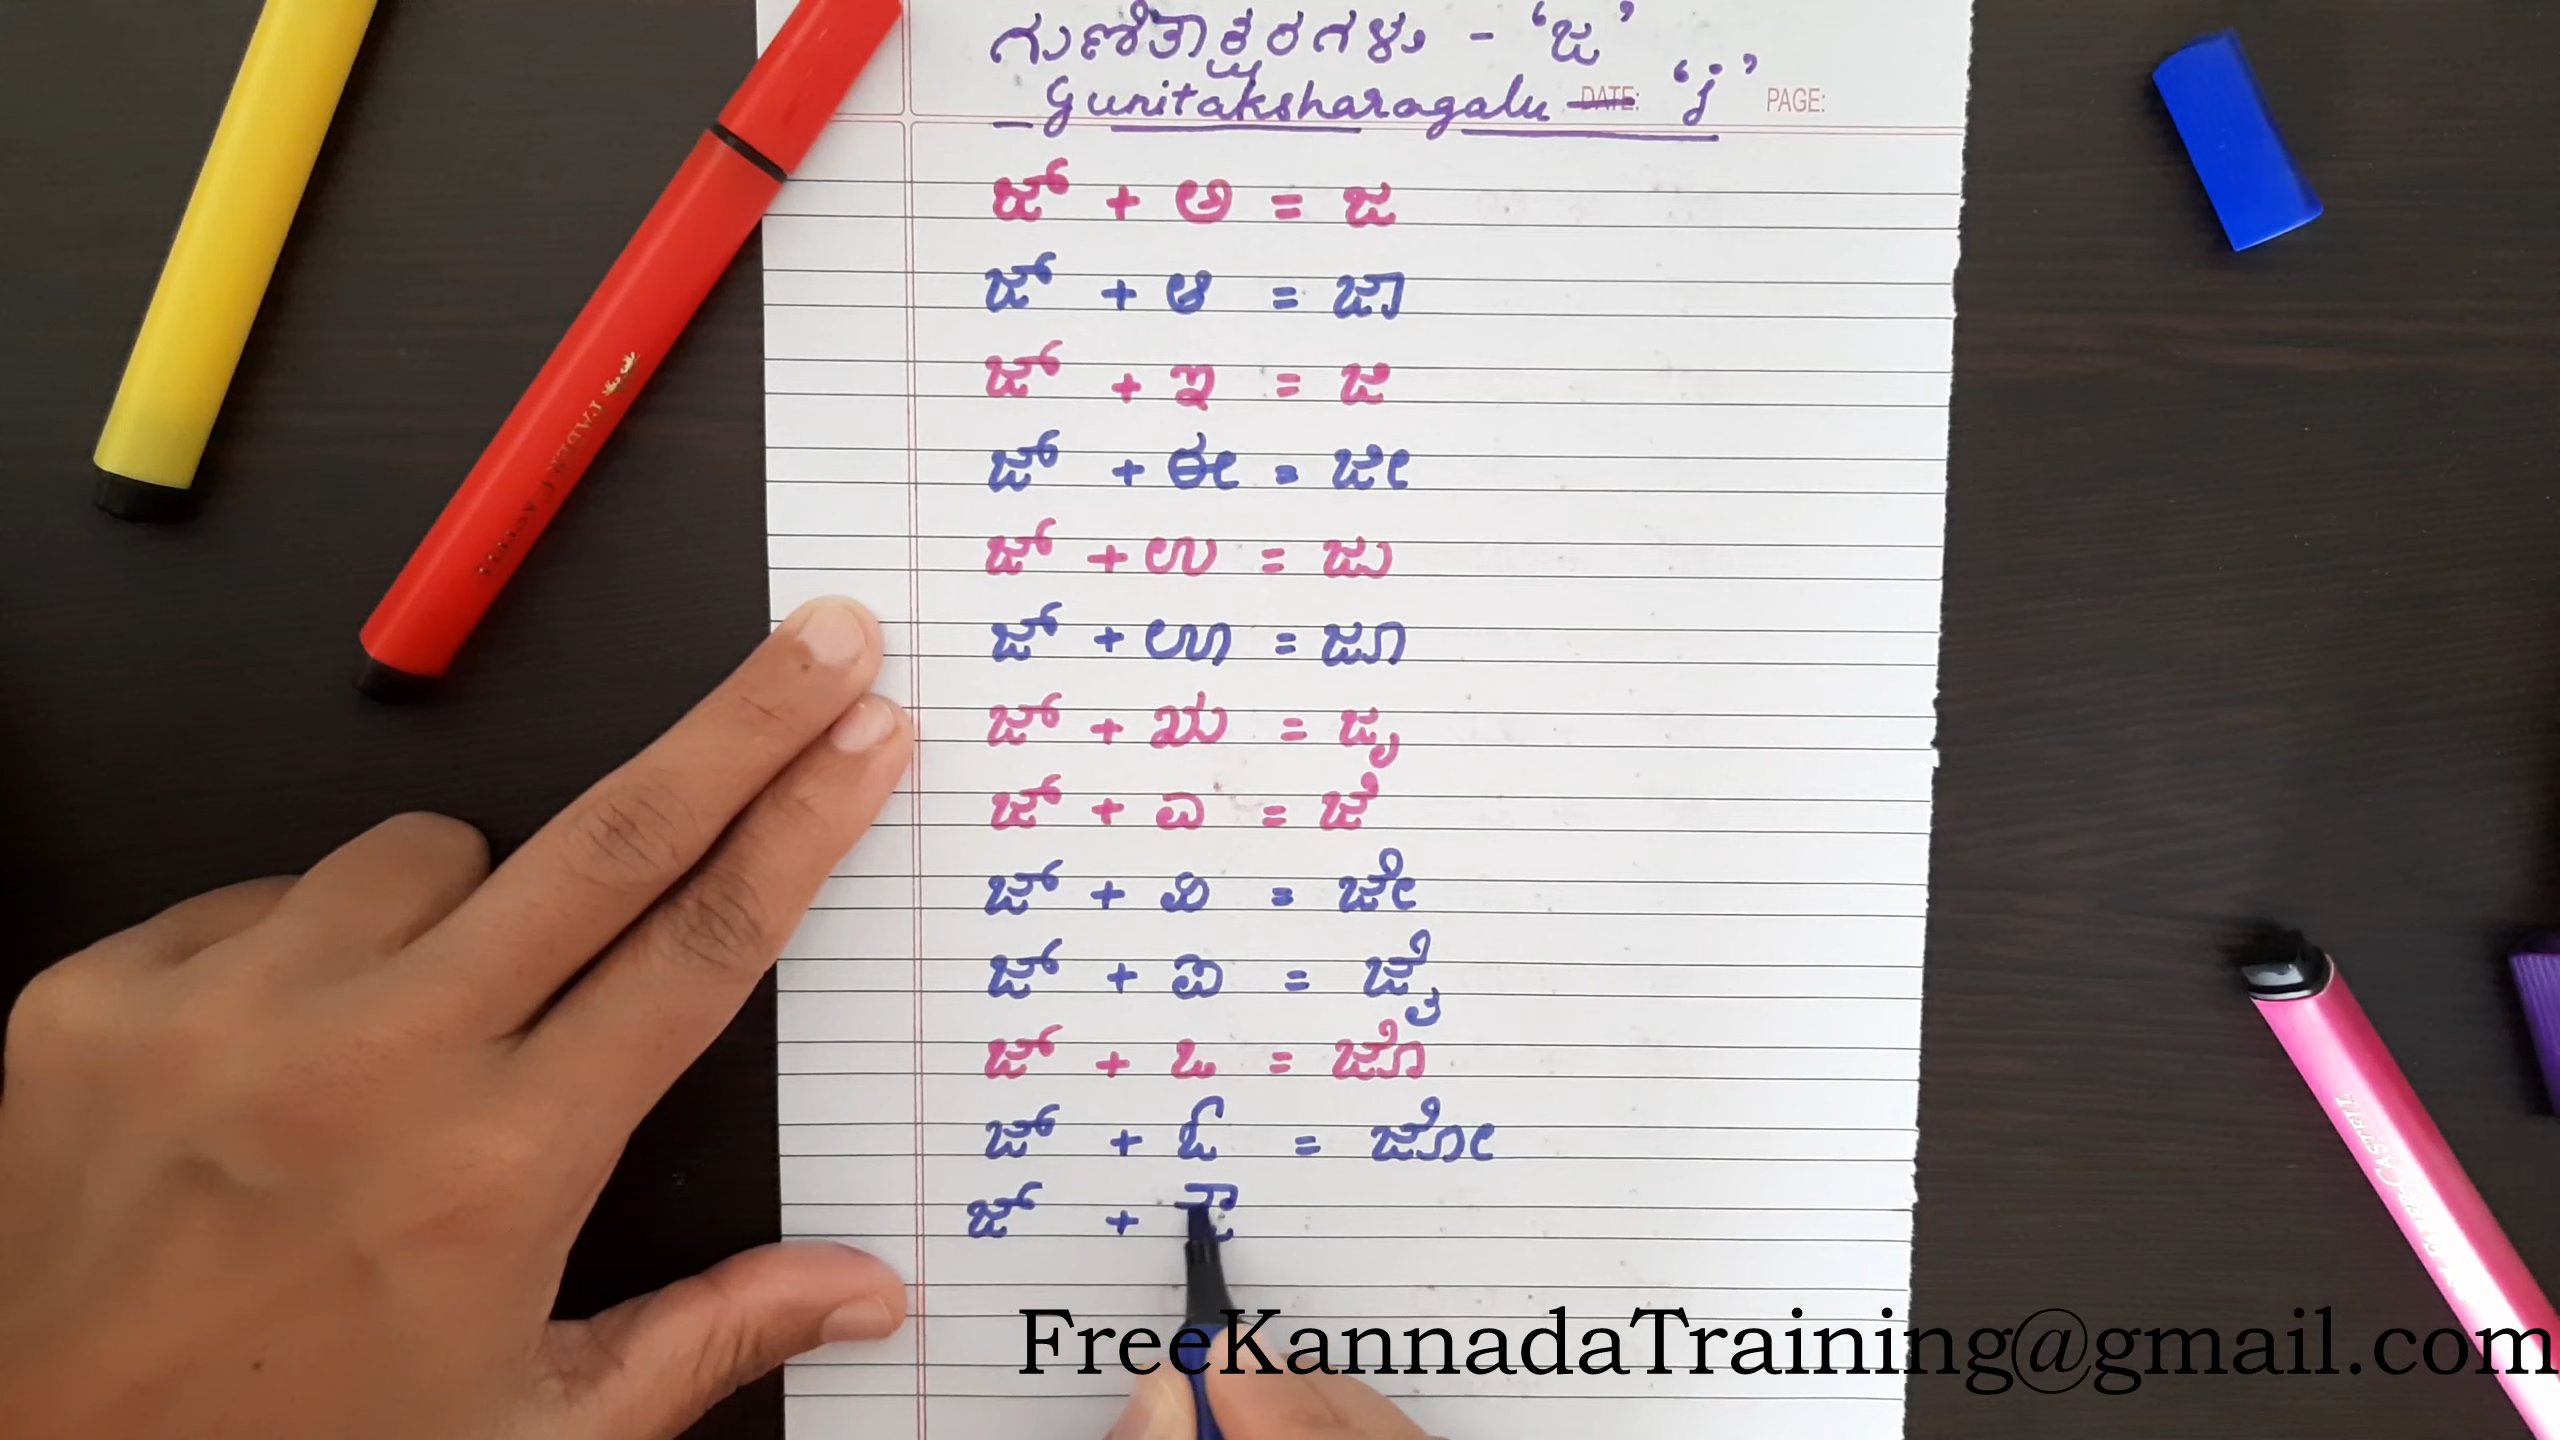 ಗುಣಿತಾಕ್ಷರಗಳು - 'ಜ'
Gunitaksharagalu DATE: 'j' PAGE:
ಜ್ + ಅ = ಜ
ಜ್ + ಆ = ಜಾ
ಜ್ + ಇ = ಜಿ
ಜ್ + ಈ = ಜೀ
ಜ್ + ಉ = ಜು
ಜ್ + ಊ = ಜೂ
ಜ್ + ಋ = ಜೃ
ಜ್ + ಎ = ಜೆ
ಜ್ + ಏ = ಜೇ
ಜ್ + ಐ = ಜೈ
ಜ್ + ಒ = ಜೊ
ಜ್ + ಓ = ಜೋ
ಜ್ +
FreeKannadaTraining@gmail.com